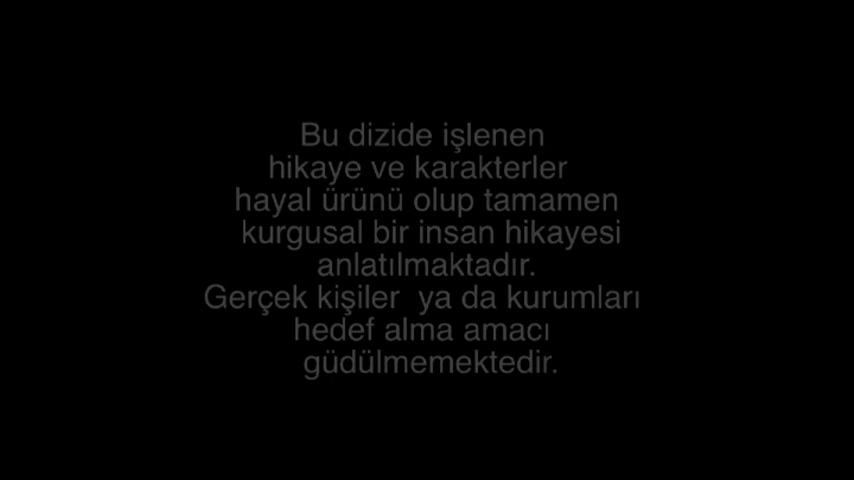 Bu dizide işlenen
hikaye ve karakterler
hayal ürünü olup tamamen
kurgusal bir insan hikayesi
anlatılmaktadır.
Gerçek kişiler ya da kurumları
hedef alma amacı
güdülmemektedir.